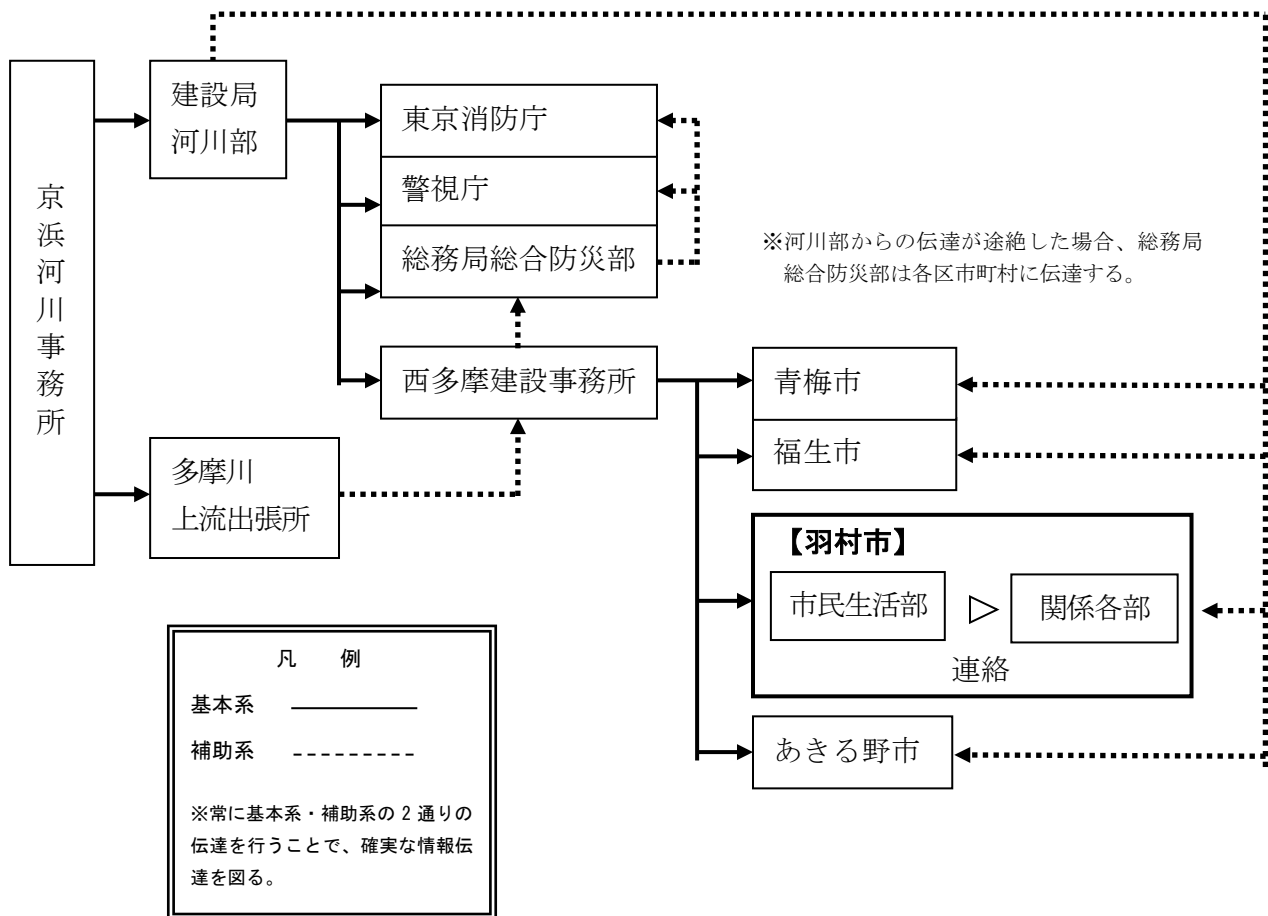 京浜河川事務所
建設局
河川部
多摩川
上流出張所
東京消防庁
警視庁
総務局総合防災部
西多摩建設事務所
※河川部からの伝達が途絶した場合、総務局
総合防災部は各区市町村に伝達する。
青梅市
福生市
【羽村市】
市民生活部 ▷ 関係各部
連絡
あきる野市
凡　例
基本系
補助系
※常に基本系・補助系の２通りの
伝達を行うことで、確実な情報伝
達を図る。